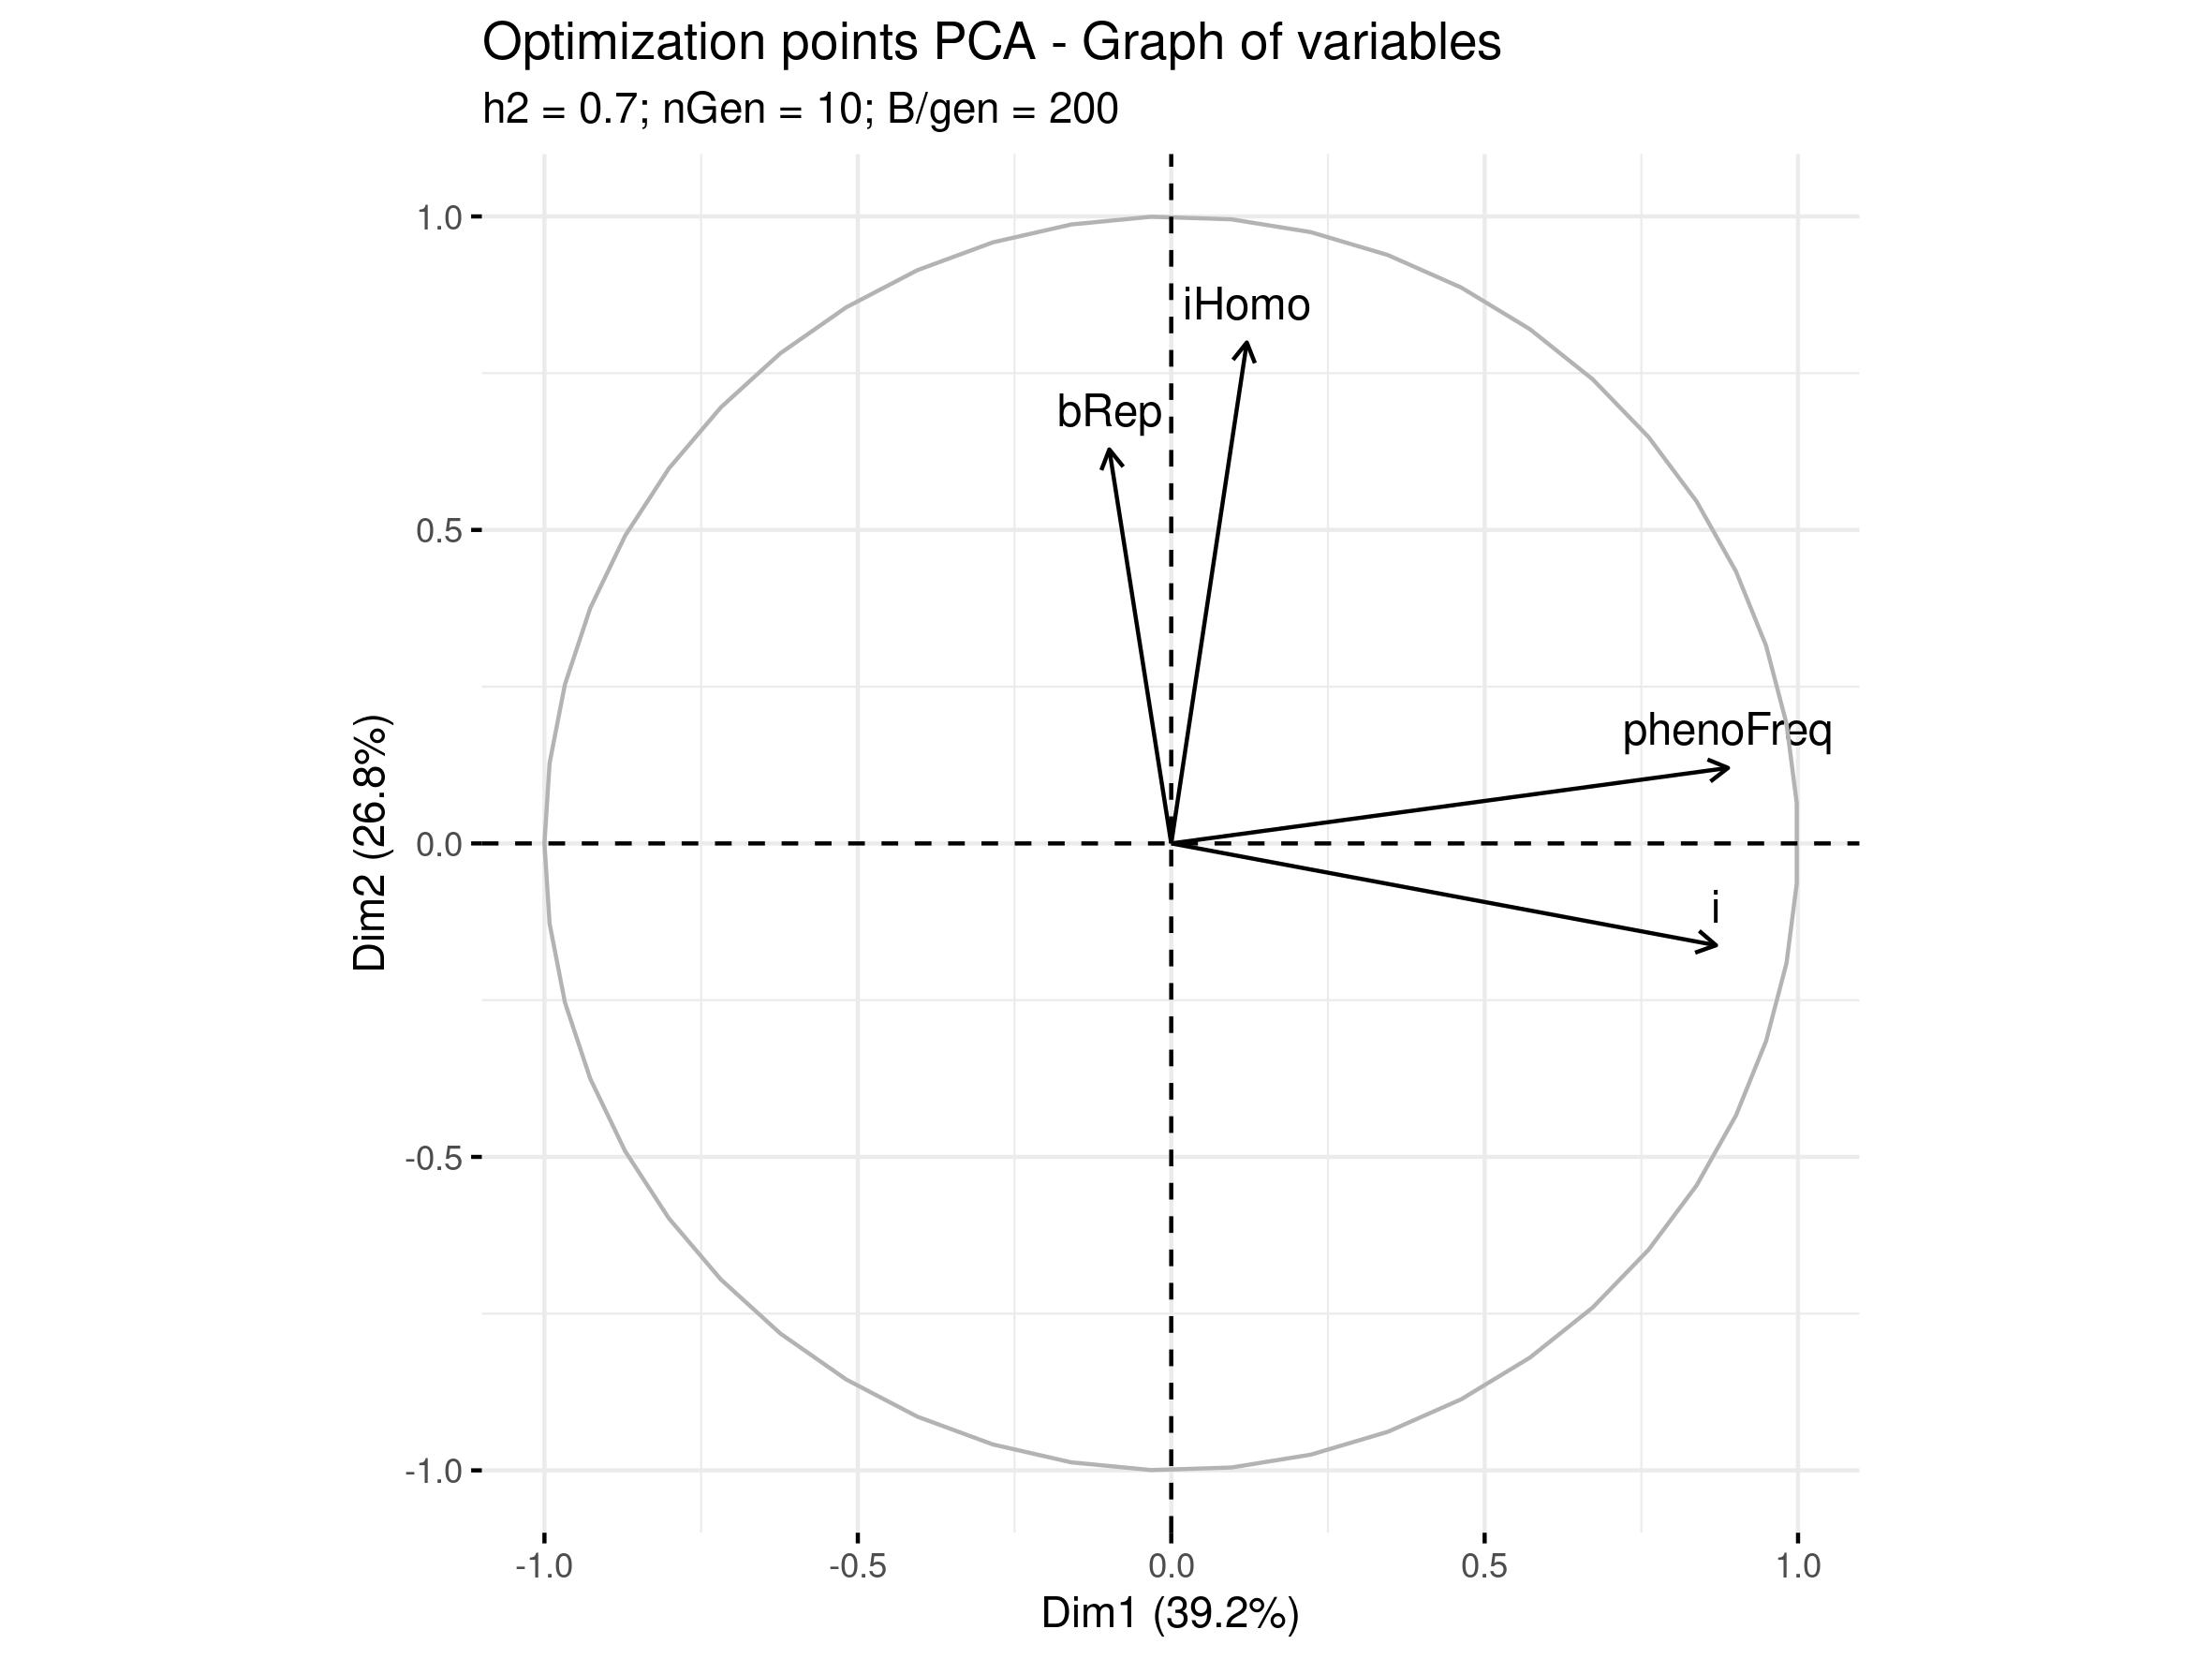 Optimization points PCA - Graph of variables
h2 = 0.7; nGen = 10; B/gen = 200
1.0
0.5
0.0
-0.5
-1.0
Dim2 (26.8%)
iHomo
bRep
phenoFreq
i
-1.0
-0.5
0.0
0.5
1.0
Dim1 (39.2%)